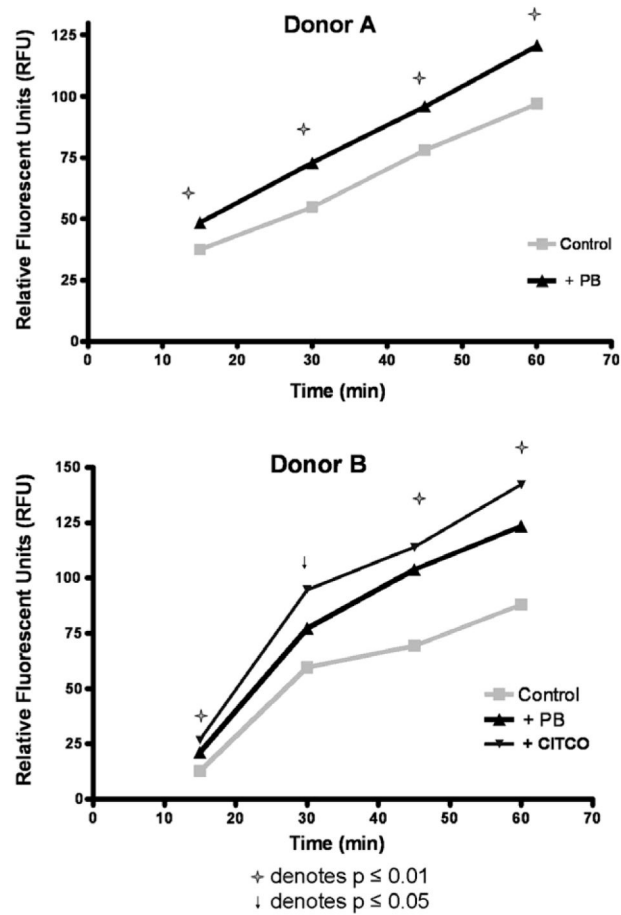 Donor A
Relative Fluorescent Units (RFU)
125
100
75
50
25
0
0 10 20 30 40 50 60 70
Time (min)
Control
+ PB
Donor B
Relative Fluorescent Units (RFU)
150
125
100
75
50
25
0
0 10 20 30 40 50 60 70
Time (min)
Control
+ PB
+ CITCO
✧ denotes p ≤ 0.01
↓ denotes p ≤ 0.05